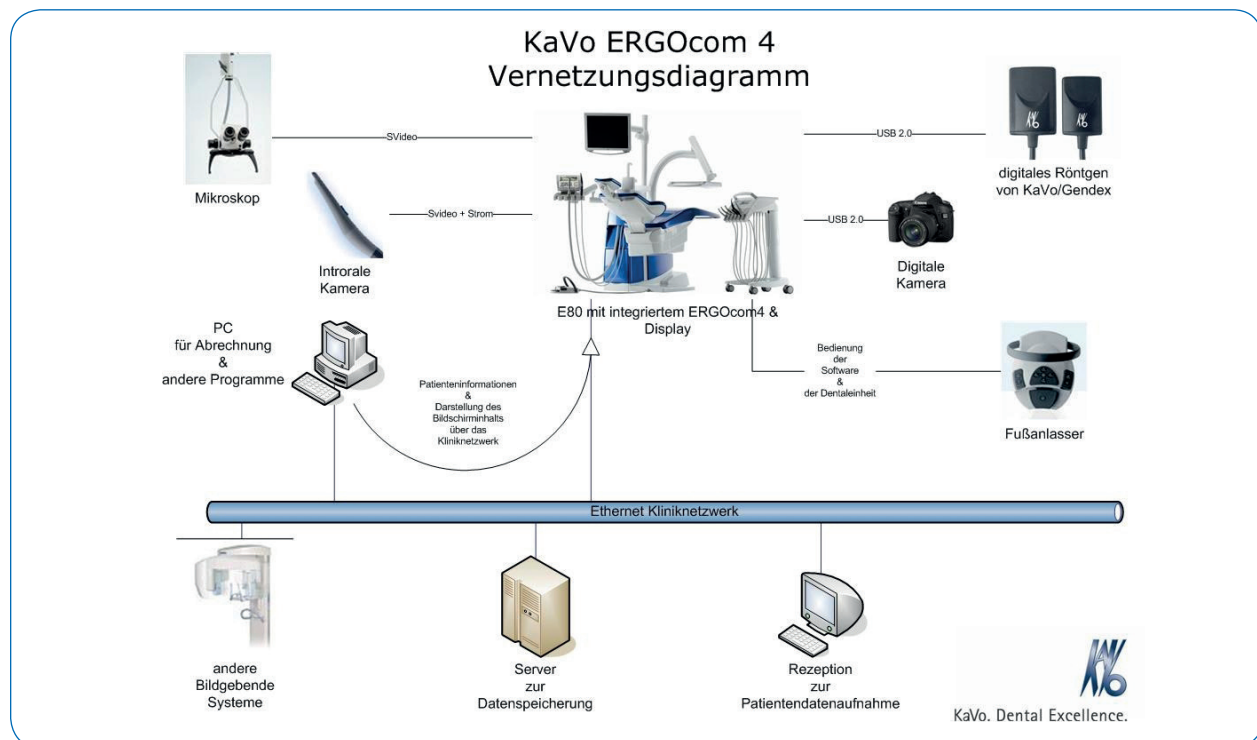 KaVo ERGOcom 4
Vernetzungsdiagramm
SVideo
USB 2.0
Mikroskop
digitales Röntgen
von KaVo/Gendex
Svideo + Strom
USB 2.0
Introrale
Kamera
Digitale
Kamera
E80 mit integriertem ERGOcom4 &
Display
PC
für Abrechnung
&
andere Programme
Patienteninformationen
&
Darstellung des
Bildschirminhalts
über das
Kliniknetzwerk
Bedienung
der
Software
&
der Dentaleinheit
Fußanlasser
Ethernet Kliniknetzwerk
andere
Bildgebende
Systeme
Server
zur
Datenspeicherung
Rezeption
zur
Patientendatenaufnahme
KAVO
KaVo. Dental Excellence.